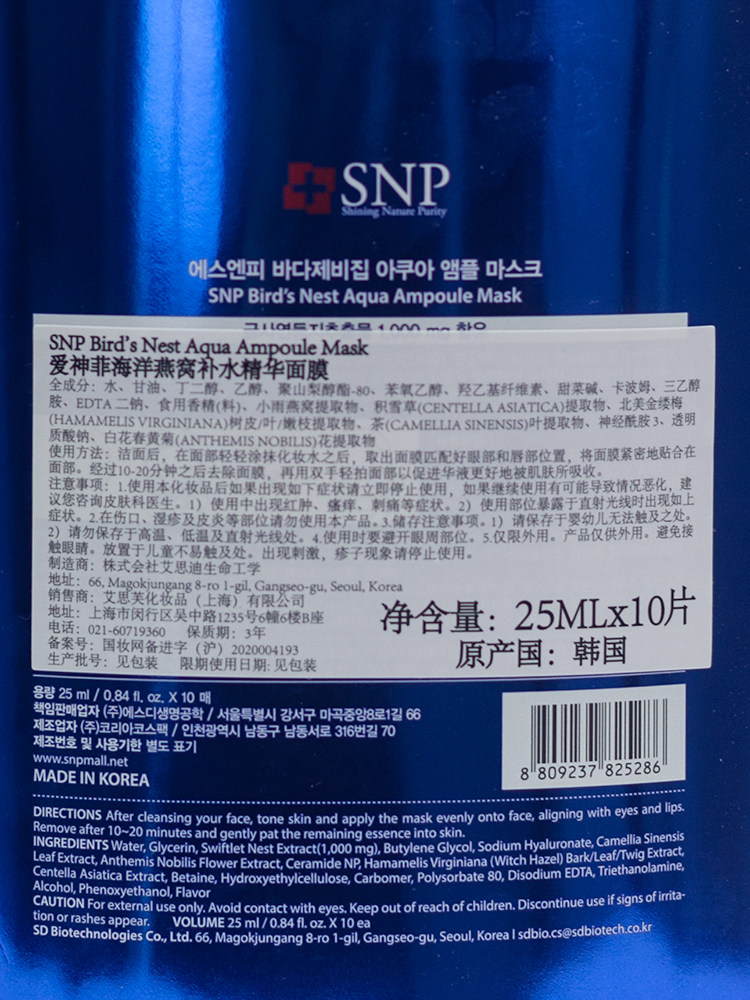 SNP
Shining Nature Purity
에스엔피 바다제비집 아쿠아 앰플 마스크
SNP Bird's Nest Aqua Ampoule Mask
1,000 mg 함유
SNP Bird's Nest Aqua Ampoule Mask
爱神菲海洋燕窝补水精华面膜
全成分：水、甘油、丁二醇、乙醇、聚山梨醇酯-80、苯氧乙醇、羟乙基纤维素、甜菜碱、卡波姆、三乙醇
胺、EDTA 二钠、食用香精(料)、小雨燕窝提取物、积雪草(CENTELLA ASIATICA)提取物、北美金缕梅
(HAMAMELIS VIRGINIANA)树皮/叶/嫩枝提取物、茶(CAMELLIA SINENSIS)叶提取物、神经酰胺 3、透明
质酸钠、白花春黄菊(ANTHEMIS NOBILIS)花提取物
使用方法：洁面后，在面部轻轻涂抹化妆水之后，取出面膜匹配好眼部和唇部位置，将面膜紧密地贴合在
面部。经过10-20分钟之后去除面膜，再用双手轻拍面部以促进华液更好地被肌肤所吸收。
注意事项：1.使用本化妆品后如果出现如下症状请立即停止使用，如果继续使用有可能导致情况恶化，建
议您咨询皮肤科医生。1）使用中出现红肿、瘙痒、刺痛等症状。2）使用部位暴露于直射光线时出现如上
症状。2.在伤口、湿疹及皮炎等部位请勿使用本产品。3.储存注意事项。1）请保存于婴幼儿无法触及之处。
2）请勿保存于高温、低温及直射光线处。4.使用时要避开眼周部位。5.仅限外用。产品仅供外用。避免接
触眼睛。放置于儿童不易触及处。出现刺激，疹子现象请停止使用。
制造商：株式会社艾思迪生命工学
地址：66, Magokjungang 8-ro 1-gil, Gangseo-gu, Seoul, Korea
销售商：艾思芙化妆品（上海）有限公司
地址：上海市闵行区吴中路1235号6幢6楼B座
电话：021-60719360 保质期：3年
备案号：国妆网备进字（沪）2020004193
生产批号：见包装 限期使用日期: 见包装
净含量：25MLx10片
原产国：韩国
용량 25 ml / 0.84 fl. oz. X 10 매
책임판매업자 (주)에스디생명공학 / 서울특별시 강서구 마곡중앙8로1길 66
제조업자 (주)코리아코스팩 / 인천광역시 남동구 남동서로 316번길 70
제조번호 및 사용기한 별도 표기
www.snpmall.net
MADE IN KOREA
8 809237 825286
DIRECTIONS After cleansing your face, tone skin and apply the mask evenly onto face, aligning with eyes and lips.
Remove after 10~20 minutes and gently pat the remaining essence into skin.
INGREDIENTS Water, Glycerin, Swiftlet Nest Extract(1,000 mg), Butylene Glycol, Sodium Hyaluronate, Camellia Sinensis
Leaf Extract, Anthemis Nobilis Flower Extract, Ceramide NP, Hamamelis Virginiana (Witch Hazel) Bark/Leaf/Twig Extract,
Centella Asiatica Extract, Betaine, Hydroxyethylcellulose, Carbomer, Polysorbate 80, Disodium EDTA, Triethanolamine,
Alcohol, Phenoxyethanol, Flavor
CAUTION For external use only. Avoid contact with eyes. Keep out of reach of children. Discontinue use if signs of irrita-
tion or rashes appear. VOLUME 25 ml / 0.84 fl. oz. X 10 ea
SD Biotechnologies Co., Ltd. 66, Magokjungang 8-ro 1-gil, Gangseo-gu, Seoul, Korea l sdbio.cs@sdbiotech.co.kr